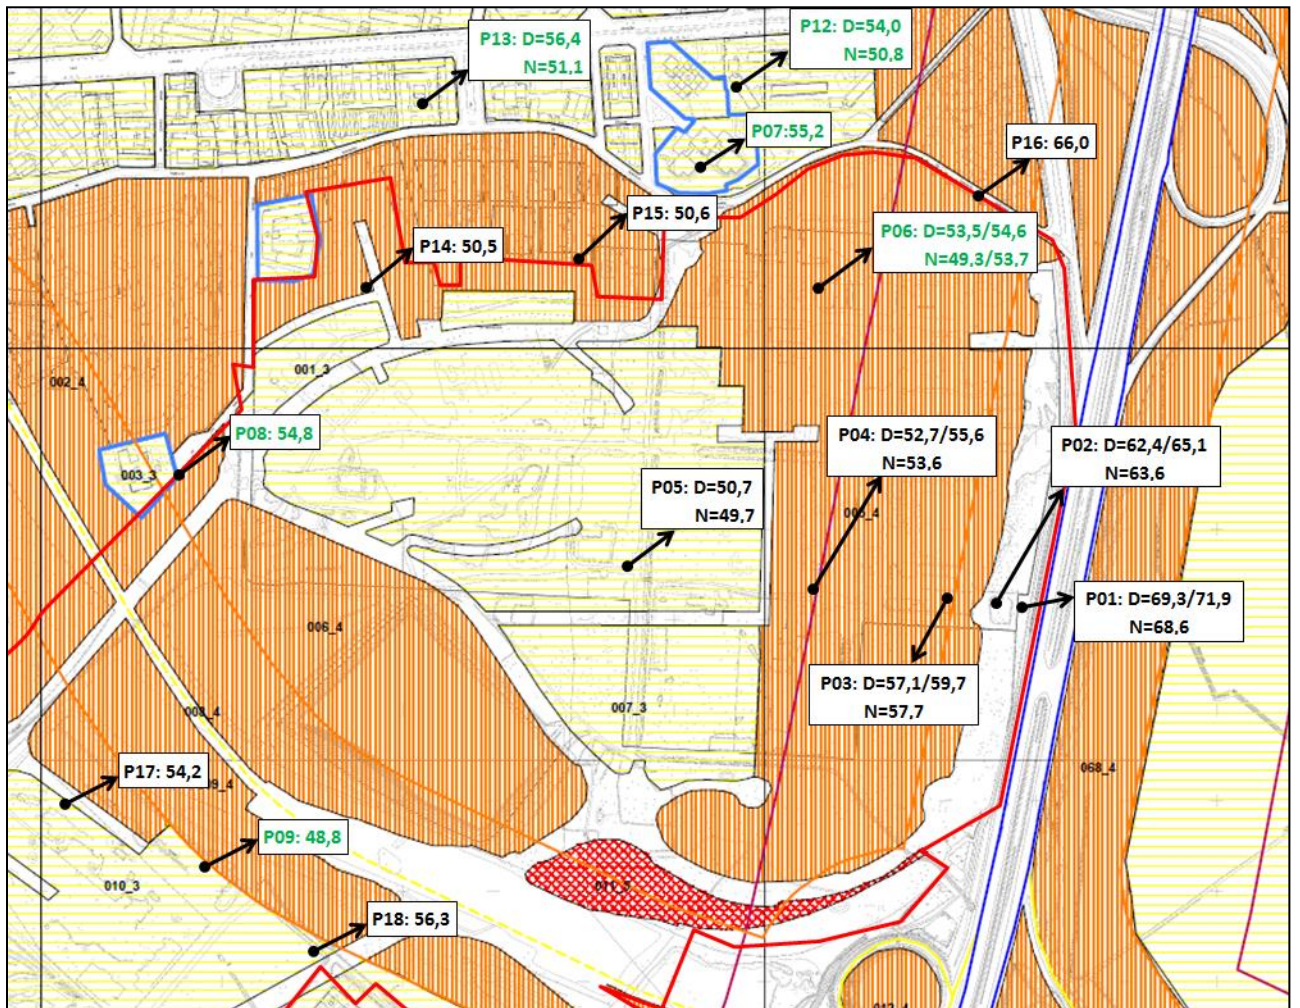 P13: D=56,4
N=51,1
P12: D=54,0
N=50,8
P07:55,2
P16: 66,0
P15: 50,6
P14: 50,5
P06: D=53,5/54,6
N=49,3/53,7
001_3
002_4
P08: 54,8
003_3
P04: D=52,7/55,6
N=53,6
P02: D=62,4/65,1
N=63,6
P05: D=50,7
N=49,7
P01: D=69,3/71,9
N=68,6
006_4
P03: D=57,1/59,7
N=57,7
007_3
008_4
068_4
P17: 54,2
P09: 48,8
010_3
P18: 56,3